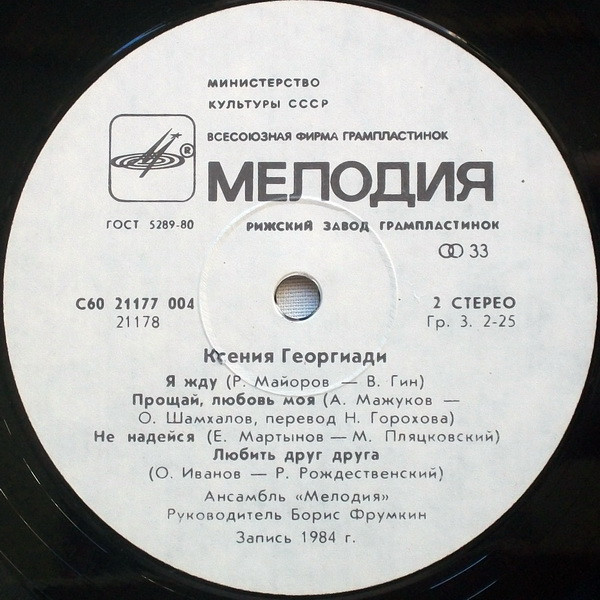 МИНИСТЕРСТВО
КУЛЬТУРЫ СССР
ВСЕСОЮЗНАЯ ФИРМА ГРАМПЛАСТИНОК
®
МЕЛОДИЯ
ГОСТ 5289-80 РИЖСКИЙ ЗАВОД ГРАМПЛАСТИНОК
33
С60 21177 004 2 СТЕРЕО
21178 Гр. 3. 2-25
Ксения Георгиади
Я жду (Р. Майоров — В. Гин)
Прощай, любовь моя (А. Мажуков —
О. Шамхалов, перевод Н. Горохова)
Не надейся (Е. Мартынов — М. Пляцковский)
Любить друг друга
(О. Иванов — Р. Рождественский)
Ансамбль «Мелодия»
Руководитель Борис Фрумкин
Запись 1984 г.